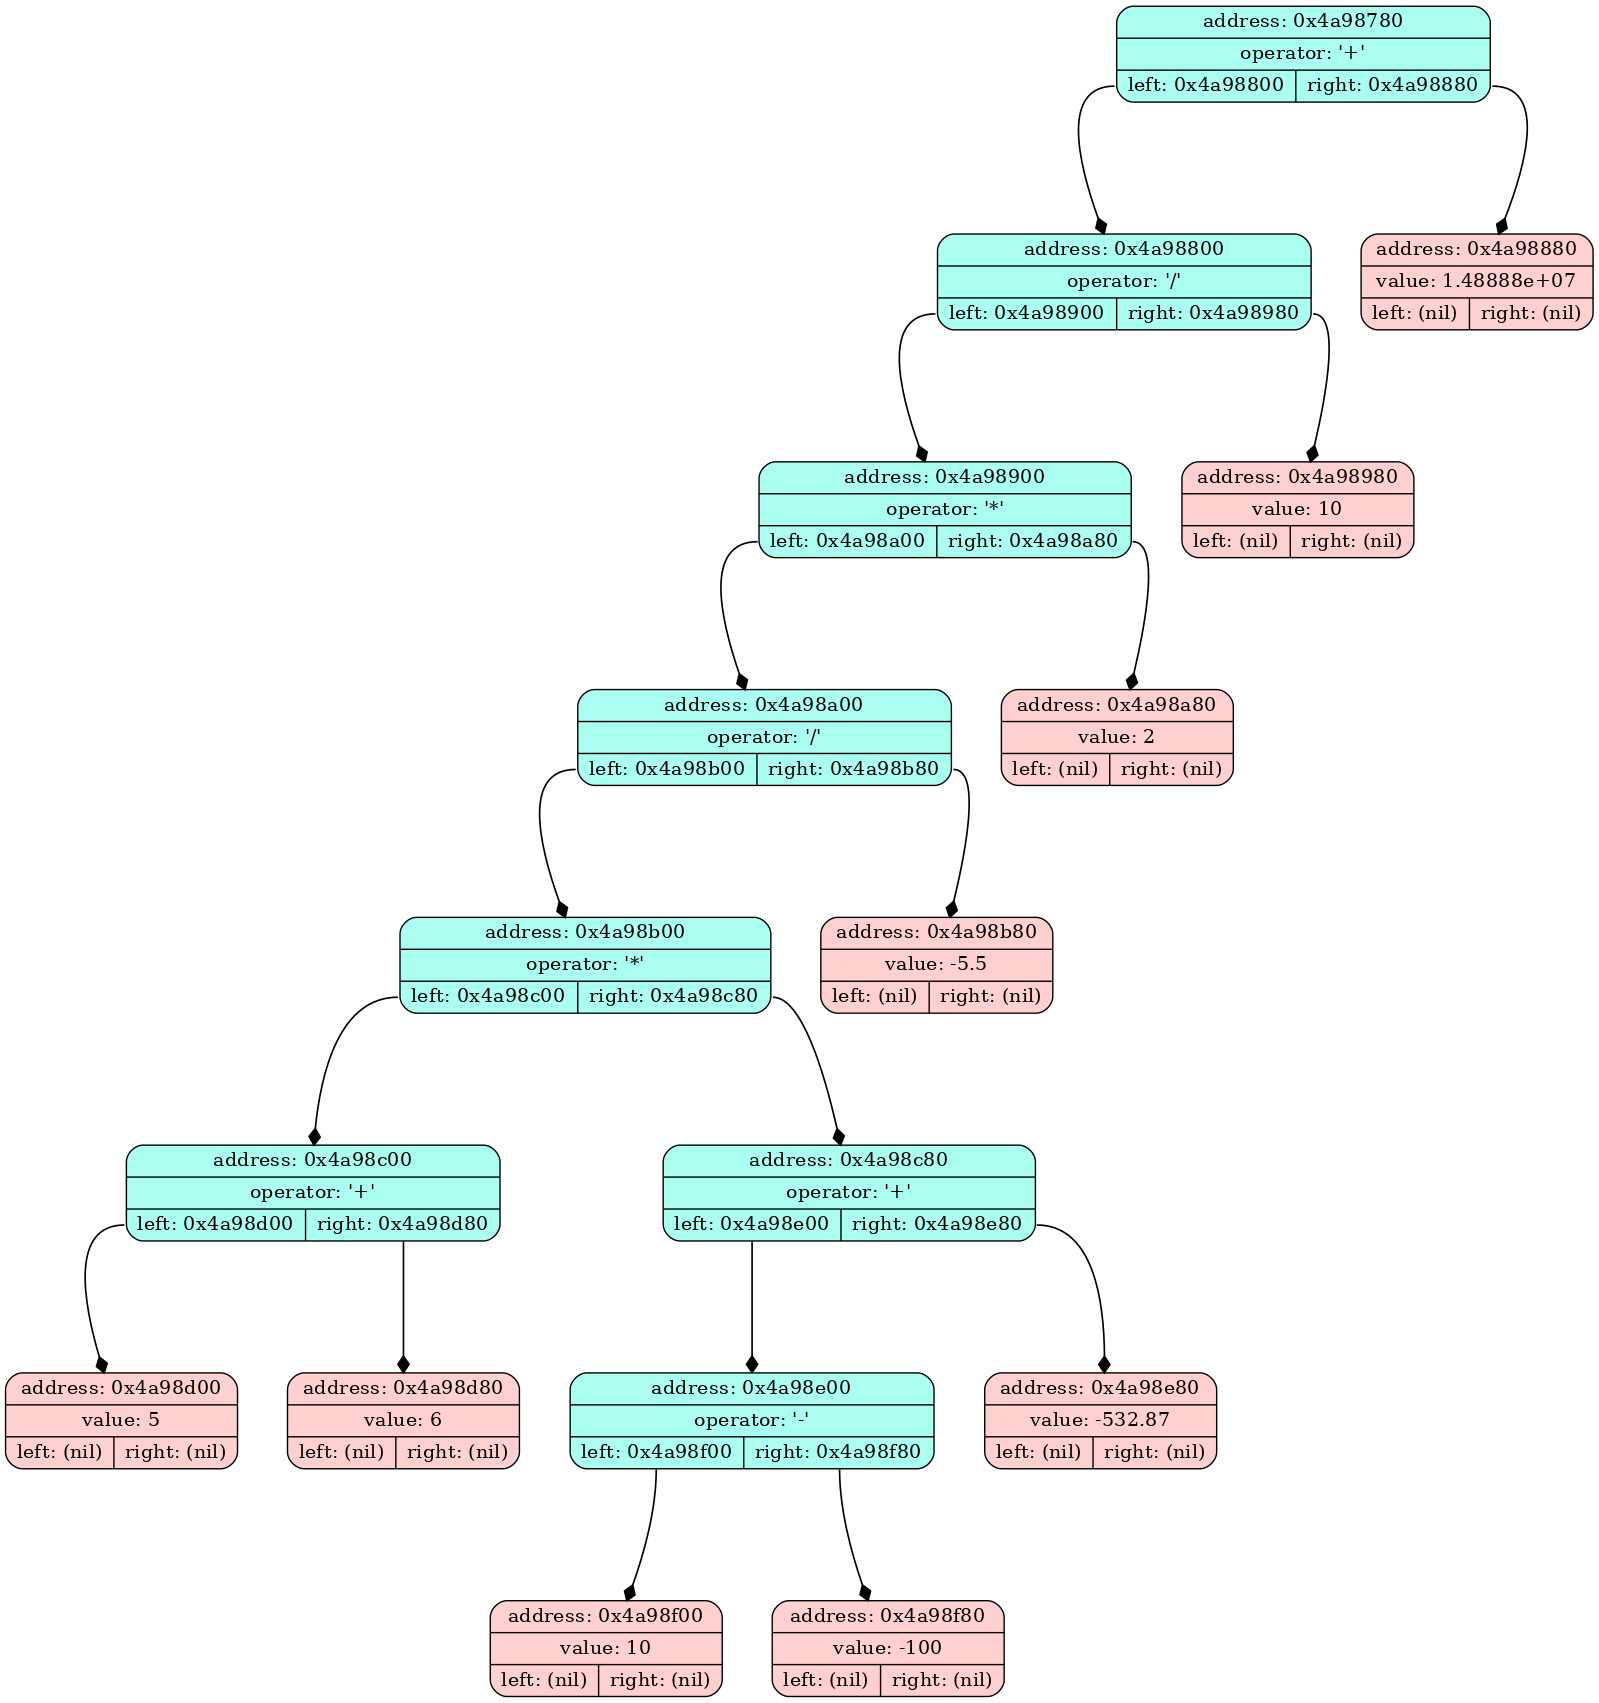 address: 0x4a98780
operator: '+'
left: 0x4a98800 right: 0x4a98880
address: 0x4a98800
operator: '/'
left: 0x4a98900 right: 0x4a98980
address: 0x4a98880
value: 1.48888e+07
left: (nil) right: (nil)
address: 0x4a98900
operator: '*'
left: 0x4a98a00 right: 0x4a98a80
address: 0x4a98980
value: 10
left: (nil) right: (nil)
address: 0x4a98a00
operator: '/'
left: 0x4a98b00 right: 0x4a98b80
address: 0x4a98a80
value: 2
left: (nil) right: (nil)
address: 0x4a98b00
operator: '*'
left: 0x4a98c00 right: 0x4a98c80
address: 0x4a98b80
value: -5.5
left: (nil) right: (nil)
address: 0x4a98c00
operator: '+'
left: 0x4a98d00 right: 0x4a98d80
address: 0x4a98c80
operator: '+'
left: 0x4a98e00 right: 0x4a98e80
address: 0x4a98d00
value: 5
left: (nil) right: (nil)
address: 0x4a98d80
value: 6
left: (nil) right: (nil)
address: 0x4a98e00
operator: '-'
left: 0x4a98f00 right: 0x4a98f80
address: 0x4a98e80
value: -532.87
left: (nil) right: (nil)
address: 0x4a98f00
value: 10
left: (nil) right: (nil)
address: 0x4a98f80
value: -100
left: (nil) right: (nil)